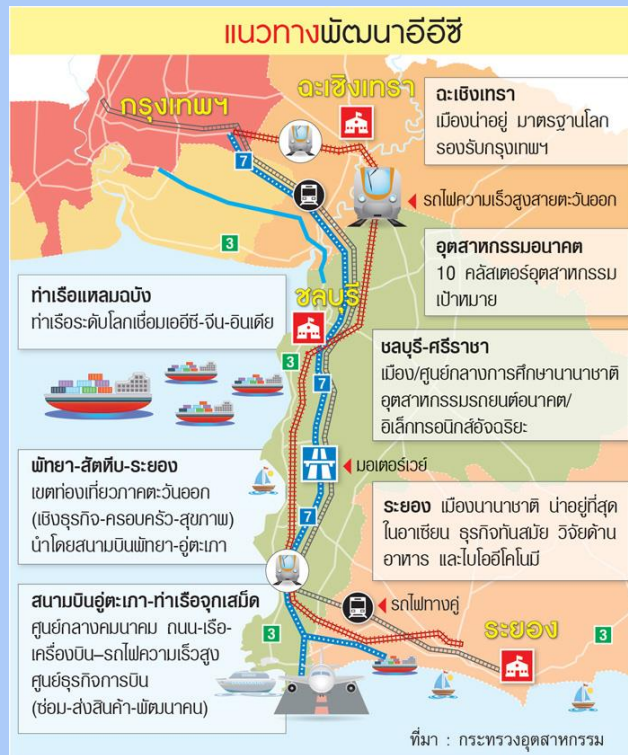 แนวทางพัฒนาอีอีซี
กรุงเทพฯ
ฉะเชิงเทรา
ฉะเชิงเทรา
เมืองน่าอยู่ มาตรฐานโลก
รองรับกรุงเทพฯ
7
รถไฟความเร็วสูงสายตะวันออก
3
อุตสาหกรรมอนาคต
10 คลัสเตอร์อุตสาหกรรม
เป้าหมาย
ท่าเรือแหลมฉบัง
ท่าเรือระดับโลกเชื่อมเออีซี-จีน-อินเดีย
ชลบุรี
3
7
ชลบุรี-ศรีราชา
เมือง/ศูนย์กลางการศึกษานานาชาติ
อุตสาหกรรมรถยนต์อนาคต/
อิเล็กทรอนิกส์อัจฉริยะ
มอเตอร์เวย์
พัทยา-สัตหีบ-ระยอง
เขตท่องเที่ยวภาคตะวันออก
(เชิงธุรกิจ-ครอบครัว-สุขภาพ)
นำโดยสนามบินพัทยา-อู่ตะเภา
7
ระยอง เมืองนานาชาติ น่าอยู่ที่สุด
ในอาเซียน ธุรกิจทันสมัย วิจัยด้าน
อาหาร และไบโออีโคโนมี
สนามบินอู่ตะเภา-ท่าเรือจุกเสม็ด
ศูนย์กลางคมนาคม ถนน-เรือ-
เครื่องบิน-รถไฟความเร็วสูง
ศูนย์ธุรกิจการบิน
(ซ่อม-ส่งสินค้า-พัฒนาคน)
รถไฟทางคู่
3
ระยอง
3
ที่มา : กระทรวงอุตสาหกรรม